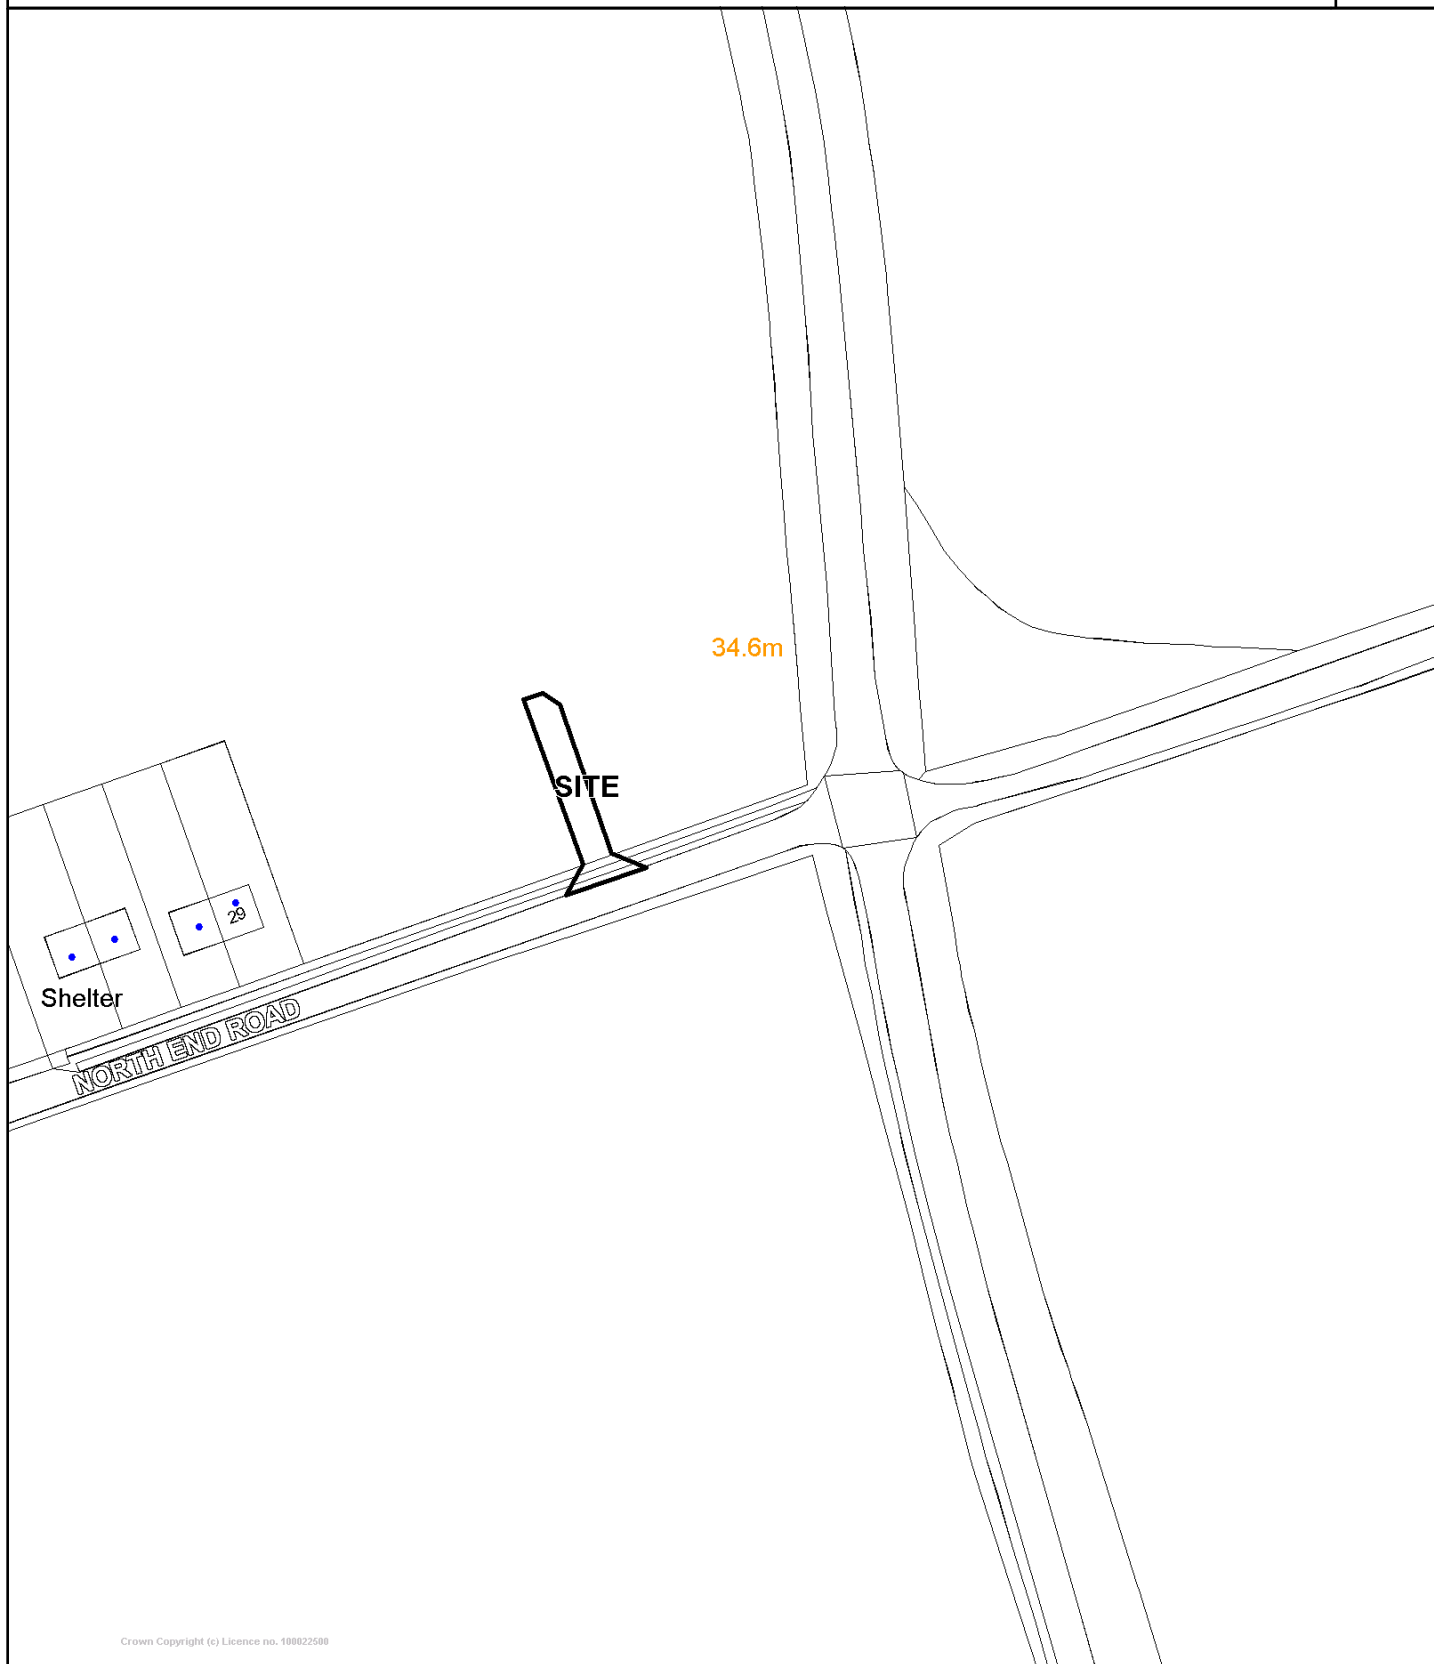 34.6m
SITE
29
Shelter
NORTH END ROAD
Crown Copyright (c) Licence no. 100022500